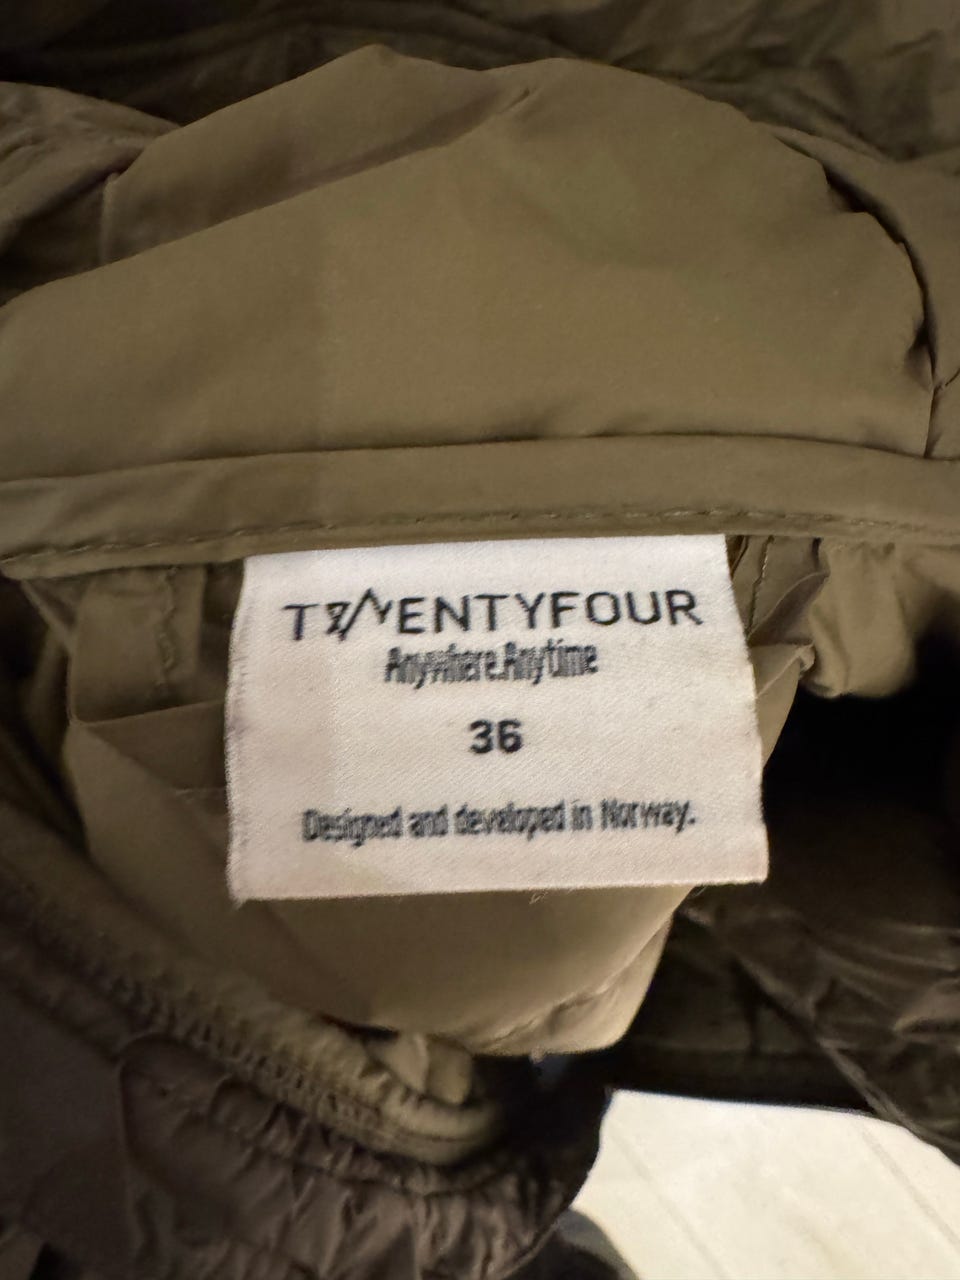 TWENTYFOUR
Anywhere.Anytime
36
Designed and developed in Norway.